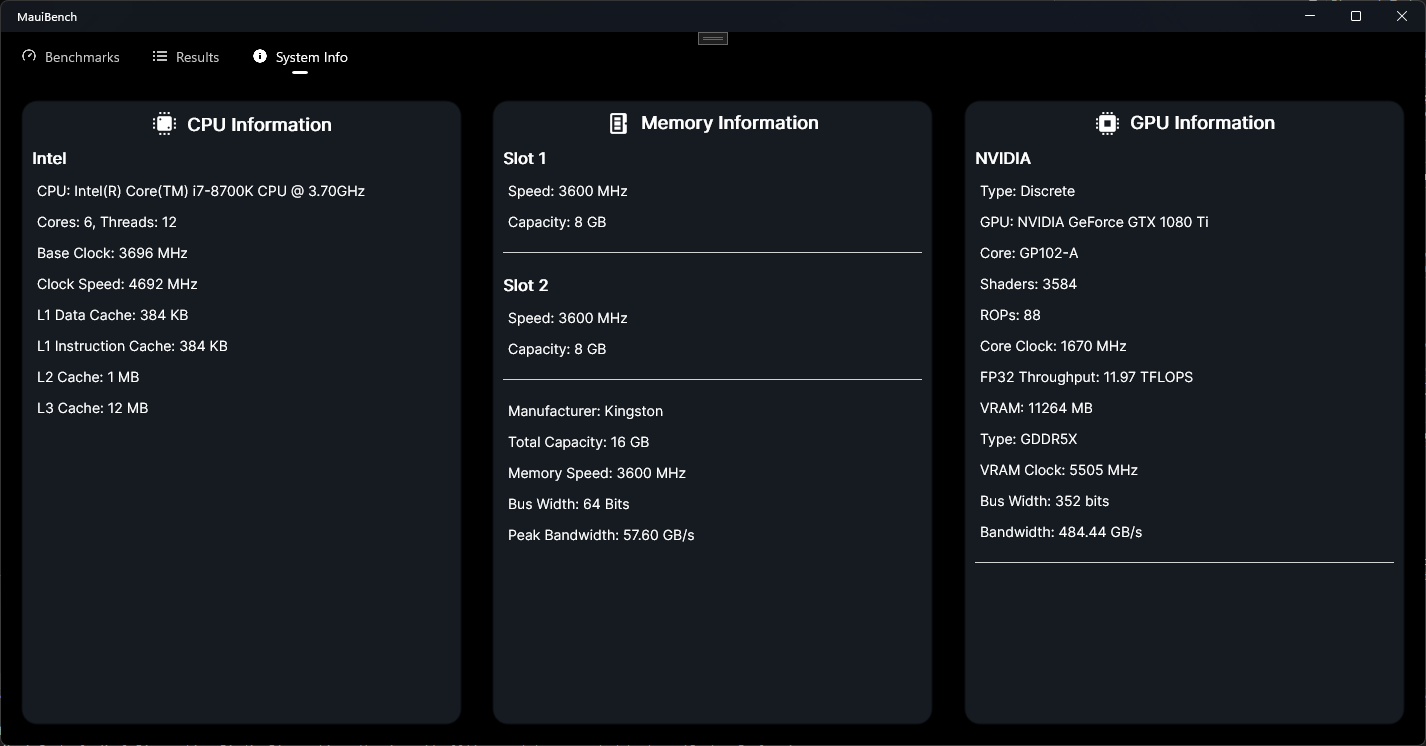 MauiBench
Benchmarks
Results
System Info
CPU Information
Intel
CPU: Intel(R) Core(TM) i7-8700K CPU @ 3.70GHz
Cores: 6, Threads: 12
Base Clock: 3696 MHz
Clock Speed: 4692 MHz
L1 Data Cache: 384 KB
L1 Instruction Cache: 384 KB
L2 Cache: 1 MB
L3 Cache: 12 MB
Memory Information
Slot 1
Speed: 3600 MHz
Capacity: 8 GB
Slot 2
Speed: 3600 MHz
Capacity: 8 GB
Manufacturer: Kingston
Total Capacity: 16 GB
Memory Speed: 3600 MHz
Bus Width: 64 Bits
Peak Bandwidth: 57.60 GB/s
GPU Information
NVIDIA
Type: Discrete
GPU: NVIDIA GeForce GTX 1080 Ti
Core: GP102-A
Shaders: 3584
ROPs: 88
Core Clock: 1670 MHz
FP32 Throughput: 11.97 TFLOPS
VRAM: 11264 MB
Type: GDDR5X
VRAM Clock: 5505 MHz
Bus Width: 352 bits
Bandwidth: 484.44 GB/s